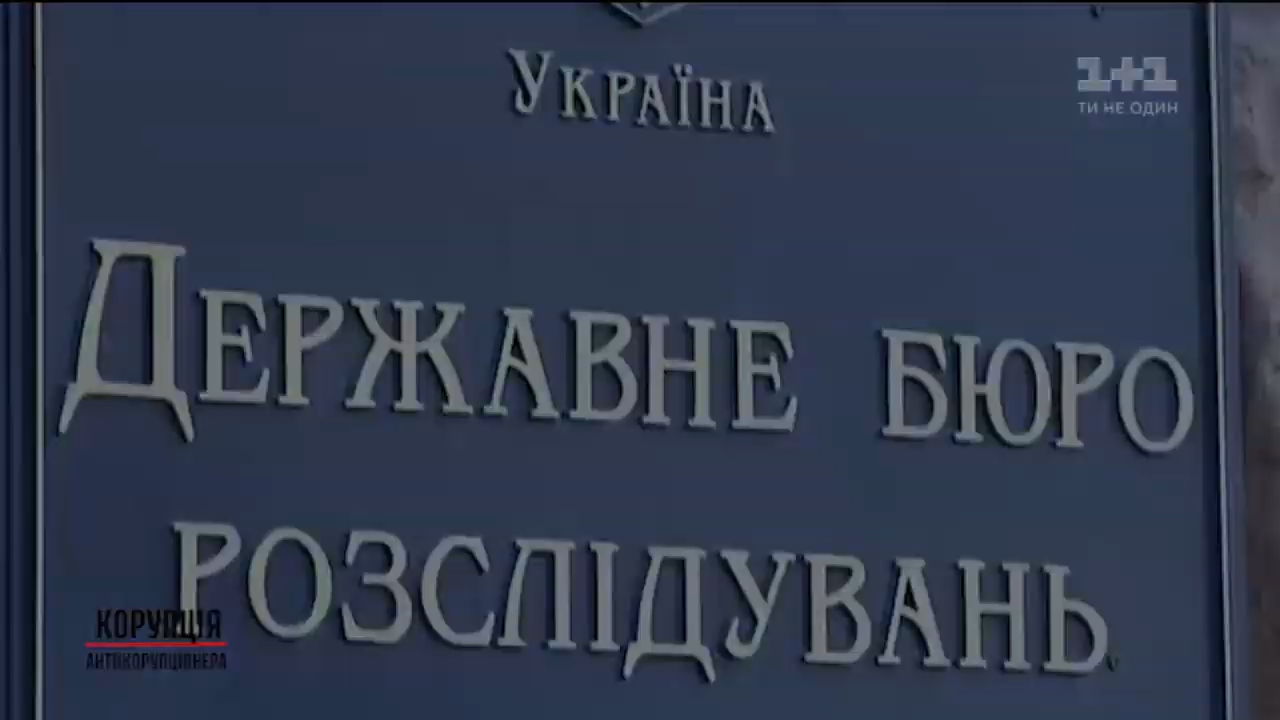 УКРАЇНА
1+1
ТИ НЕ ОДИН
ДЕРЖАВНЕ БЮРО
РОЗСЛІДУВАНЬ
КОРУПЦІЯ
АНТИКОРУПЦІОНЕРА